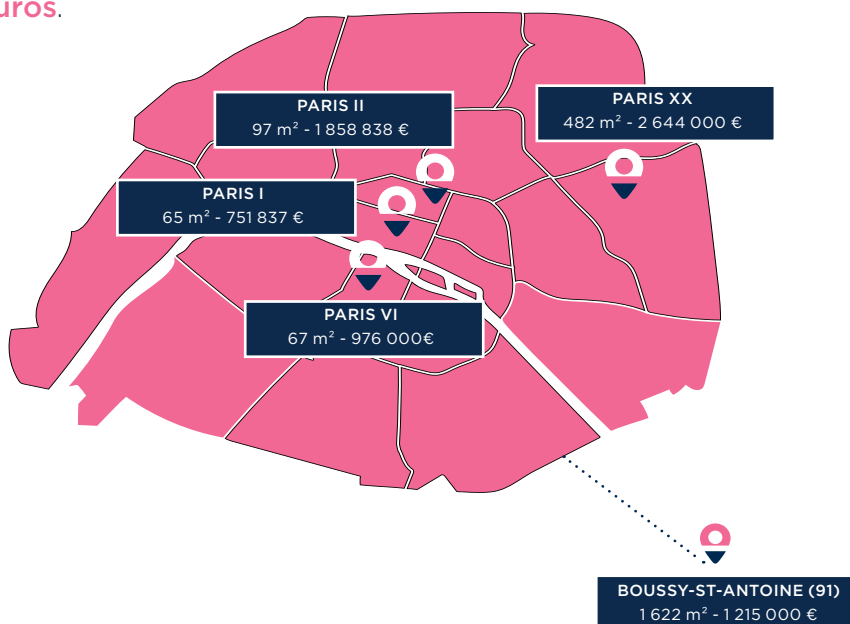 uros.
PARIS II
97 m² - 1 858 838 €
PARIS XX
482 m² - 2 644 000 €
PARIS I
65 m² - 751 837 €
PARIS VI
67 m² - 976 000€
BOUSSY-ST-ANTOINE (91)
1 622 m² - 1 215 000 €